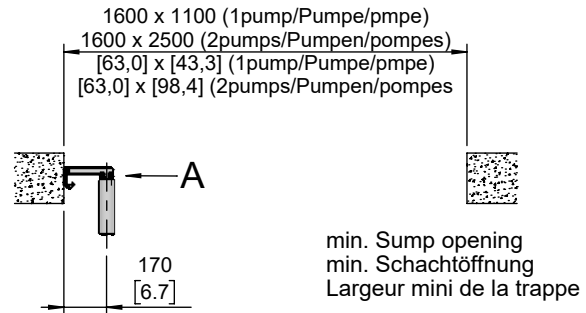 1600 x 1100 (1pump/Pumpe/pmpe)
1600 x 2500 (2pumps/Pumpen/pompes)
[63,0] x [43,3] (1pump/Pumpe/pmpe)
[63,0] x [98,4] (2pumps/Pumpen/pompes
A
170
[6.7]
min. Sump opening
min. Schachtöffnung
Largeur mini de la trappe